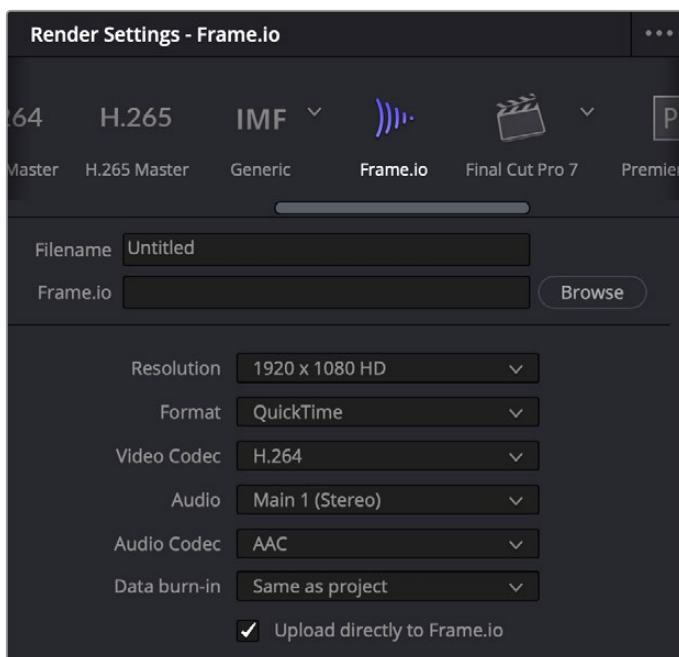 Render Settings - Frame.io
264 H.265 IMF P
Master H.265 Master Generic Frame.io Final Cut Pro 7 Premie
Filename Untitled
Frame.io Browse
Resolution 1920 x 1080 HD
Format QuickTime
Video Codec H.264
Audio Main 1 (Stereo)
Audio Codec AAC
Data burn-in Same as project
Upload directly to Frame.io